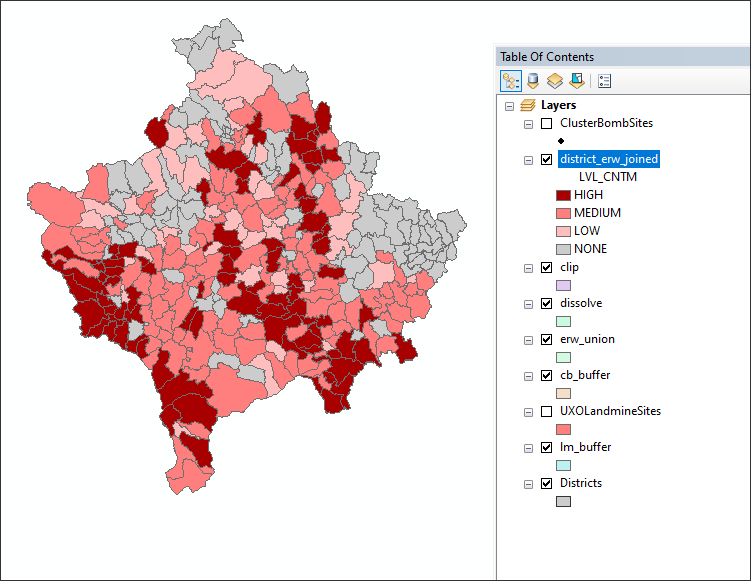 Table Of Contents
Layers
ClusterBombSites
district_erw_joined
LVL_CNTM
HIGH
MEDIUM
LOW
NONE
clip
dissolve
erw_union
cb_buffer
UXOLandmineSites
lm_buffer
Districts